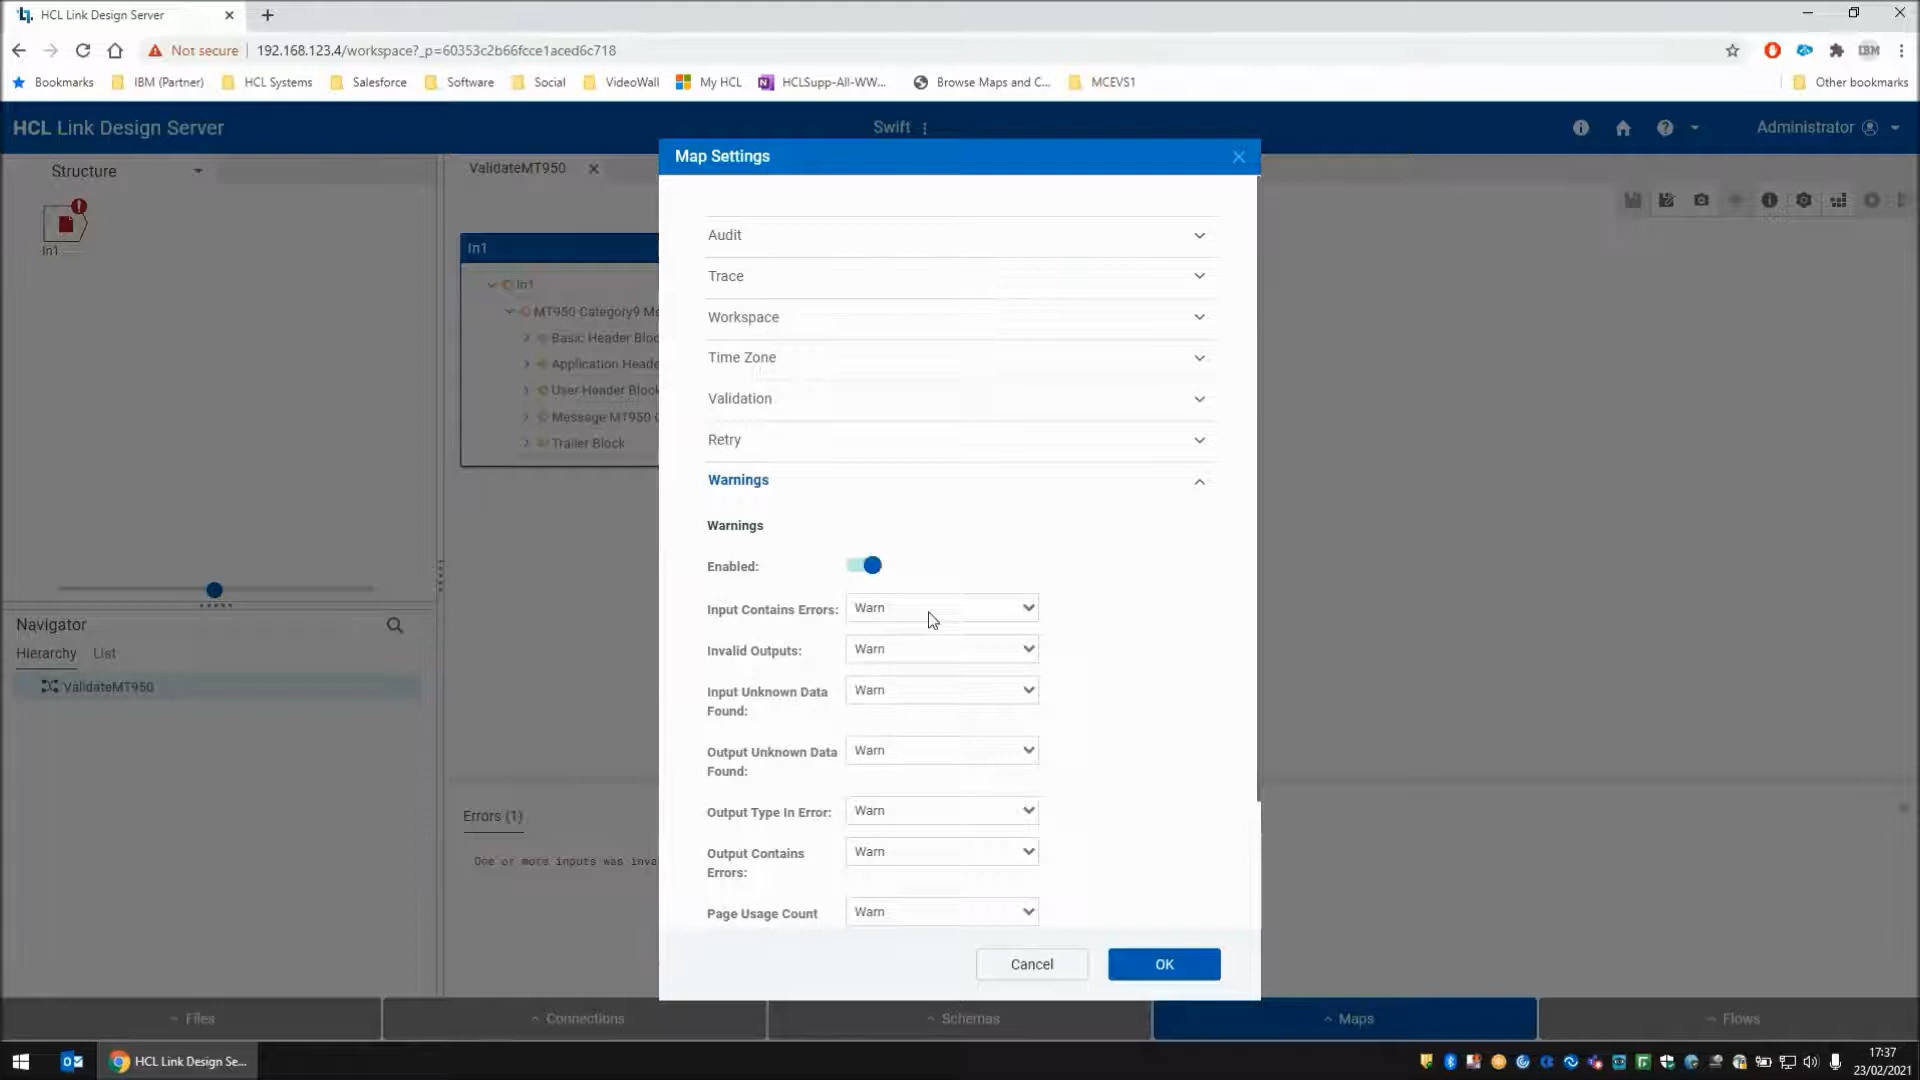 HCL Link Design Server
Not secure
192.168.123.4/workspace?_p=60353c2b66fcce1aced6c718
IBM
Bookmarks
IBM (Partner)
HCL Systems
Salesforce
Software
Social
VideoWall
My HCL
HCLSupp-All-WW...
Browse Maps and C...
MCEVS1
Other bookmarks
HCL Link Design Server
Swift
Administrator
Structure
In1
ValidateMT950
In1
In1
MT950 Category9 Me
Basic Header Bloc
Application Heade
User Header Block
Message MT950 C
Trailer Block
Navigator
Hierarchy
List
ValidateMT950
Errors (1)
One or more inputs was inva
Map Settings
Audit
Trace
Workspace
Time Zone
Validation
Retry
Warnings
Warnings
Enabled:
Input Contains Errors: Warn
Invalid Outputs: Warn
Input Unknown Data Found: Warn
Output Unknown Data Found: Warn
Output Type In Error: Warn
Output Contains Errors: Warn
Page Usage Count Warn
Cancel
OK
Files
Connections
Schemas
Maps
Flows
HCL Link Design Se...
17:37
23/02/2021